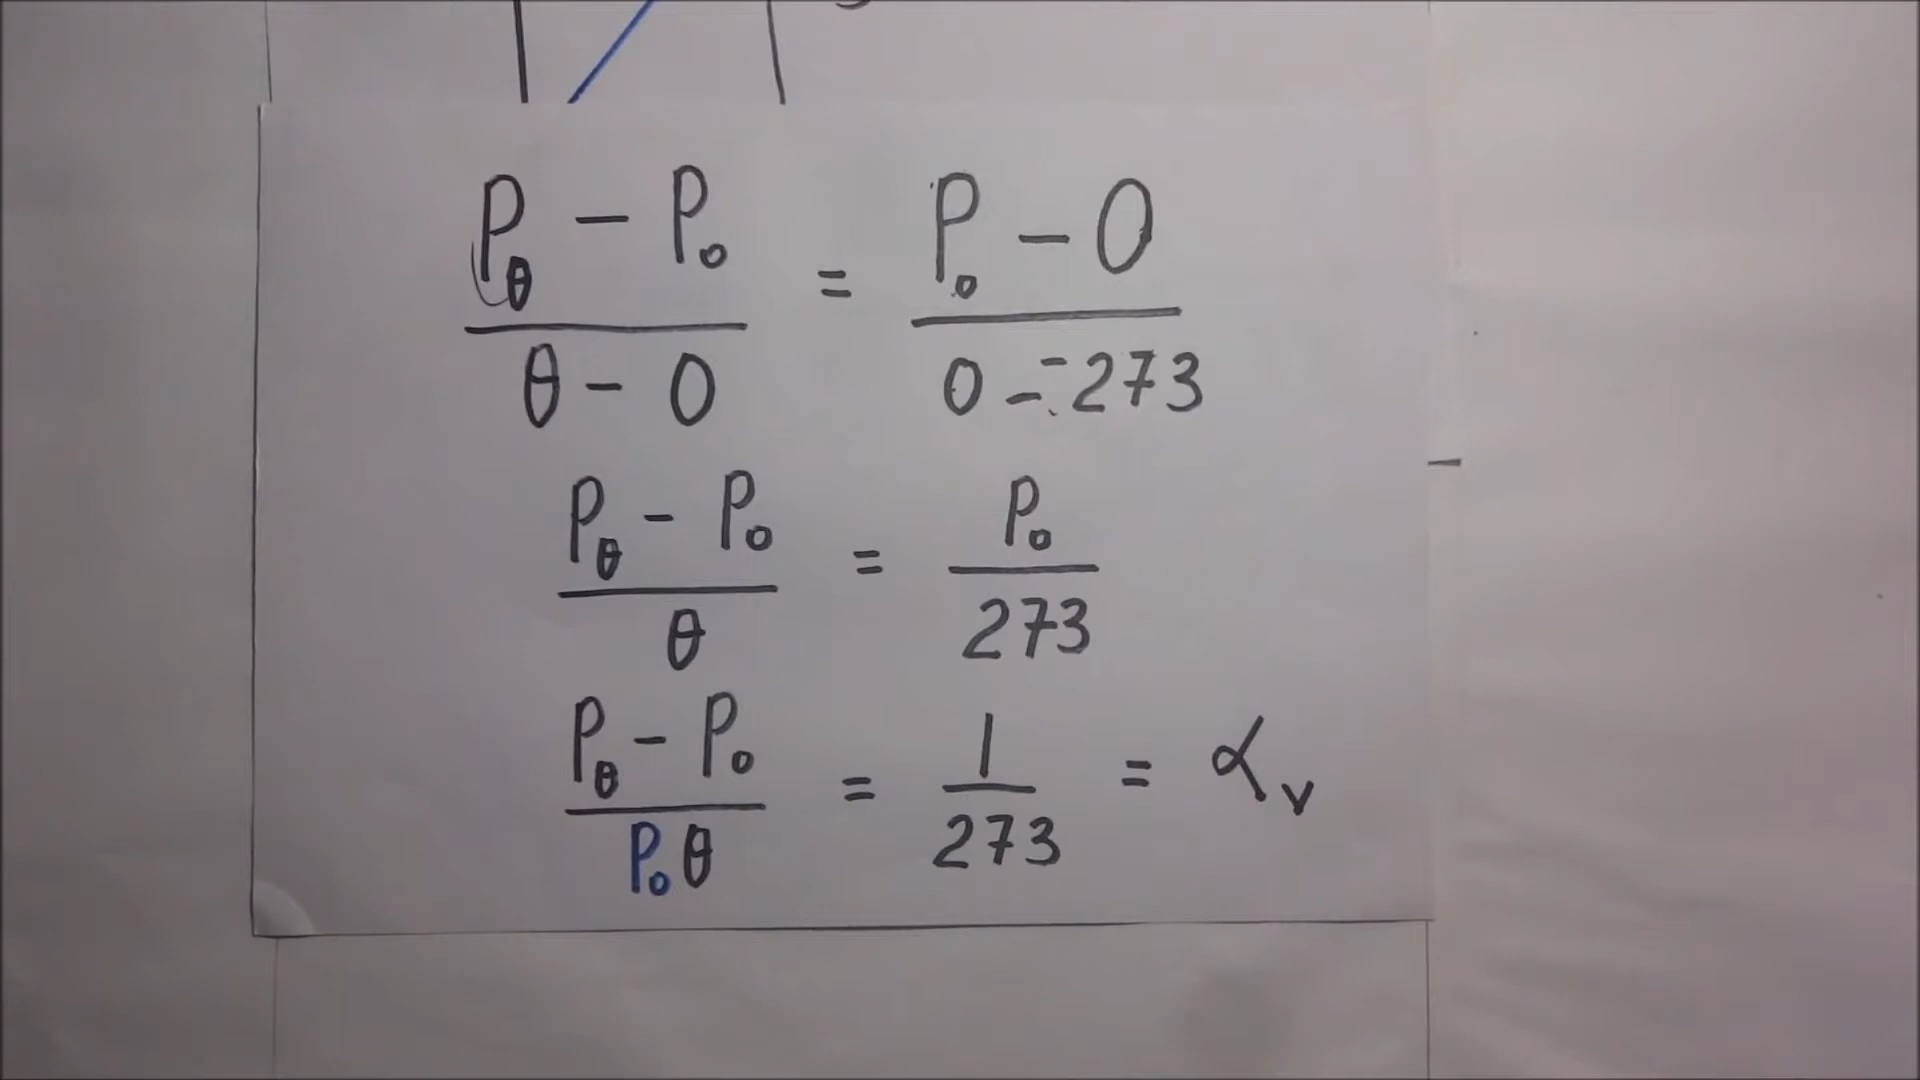 (Pθ - P₀)/(θ - 0) = (P₀ - 0)/(0 - ⁻273)
(Pθ - P₀)/θ = P₀/273
(Pθ - P₀)/(P₀θ) = 1/273 = αᵥ